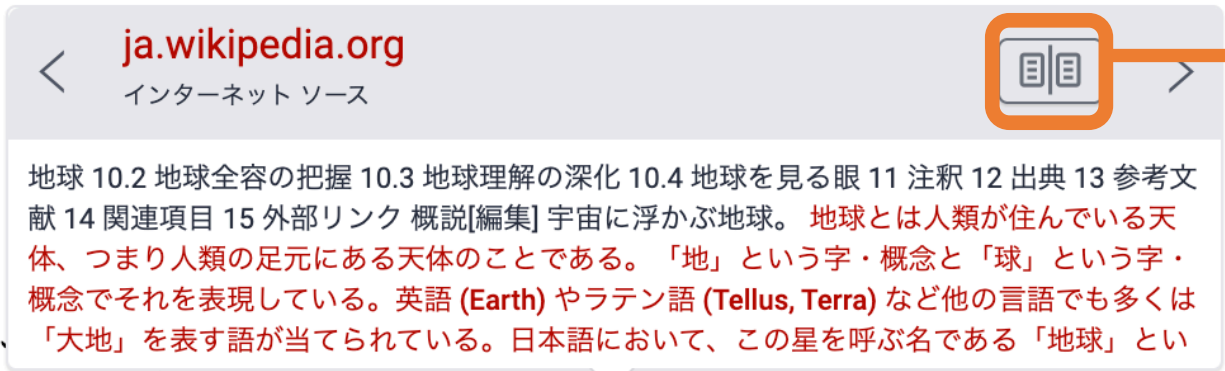 ja.wikipedia.org
インターネット ソース
地球 10.2 地球全容の把握 10.3 地球理解の深化 10.4 地球を見る眼 11 注釈 12 出典 13 参考文
献 14 関連項目 15 外部リンク 概説[編集] 宇宙に浮かぶ地球。 地球とは人類が住んでいる天
体、つまり人類の足元にある天体のことである。「地」という字・概念と「球」という字・
概念でそれを表現している。英語 (Earth) やラテン語 (Tellus, Terra) など他の言語でも多くは
「大地」を表す語が当てられている。日本語において、この星を呼ぶ名である「地球」とい